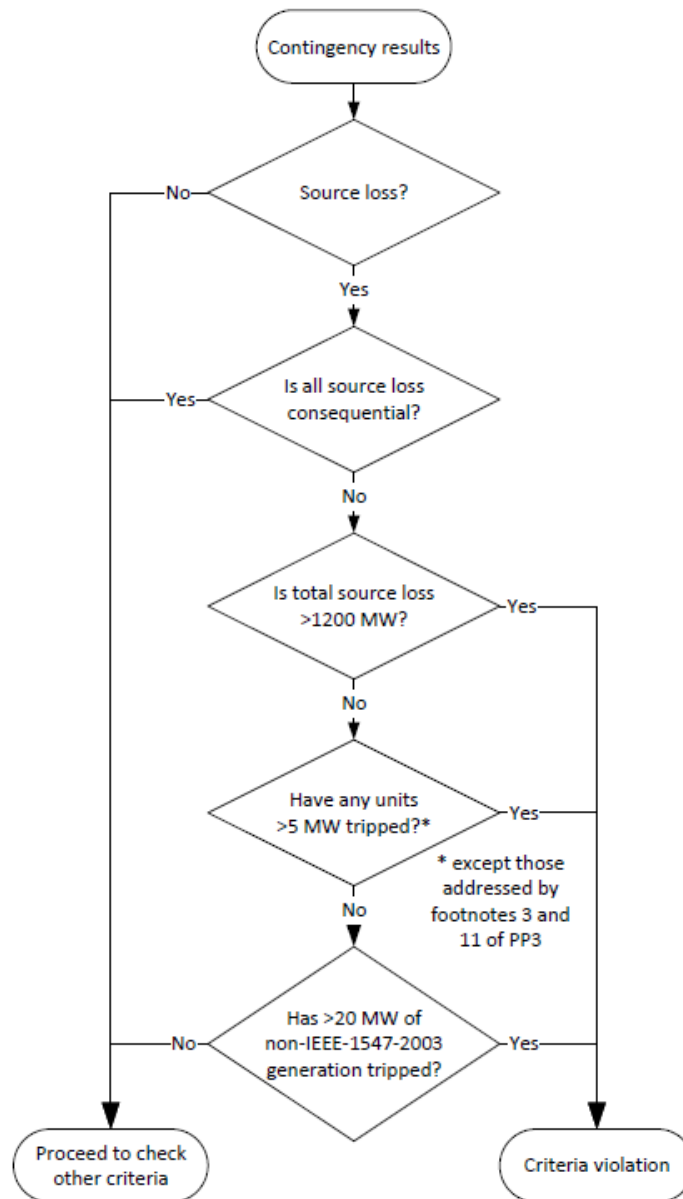 Contingency results
No
Source loss?
Yes
Yes
Is all source loss
consequential?
No
Is total source loss
>1200 MW?
Yes
No
Have any units
>5 MW tripped?*
Yes
* except those
addressed by
footnotes 3 and
11 of PP3
No
No
Has >20 MW of
non-IEEE-1547-2003
generation tripped?
Yes
Proceed to check
other criteria
Criteria violation